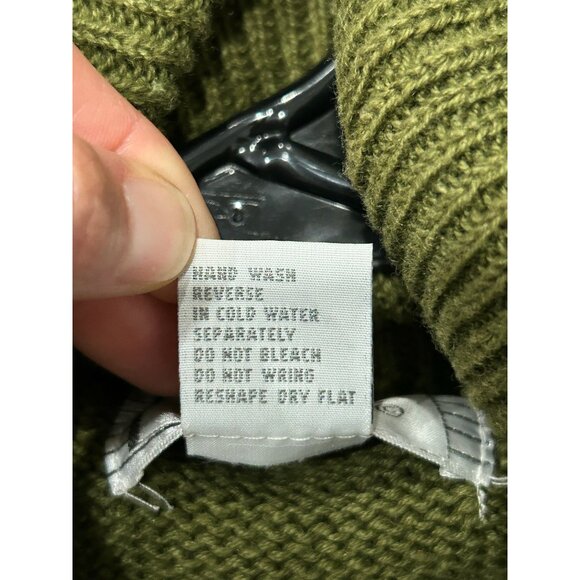 HAND WASH
REVERSE
IN COLD WATER
SEPARATELY
DO NOT BLEACH
DO NOT WRING
RESHAPE DRY FLAT